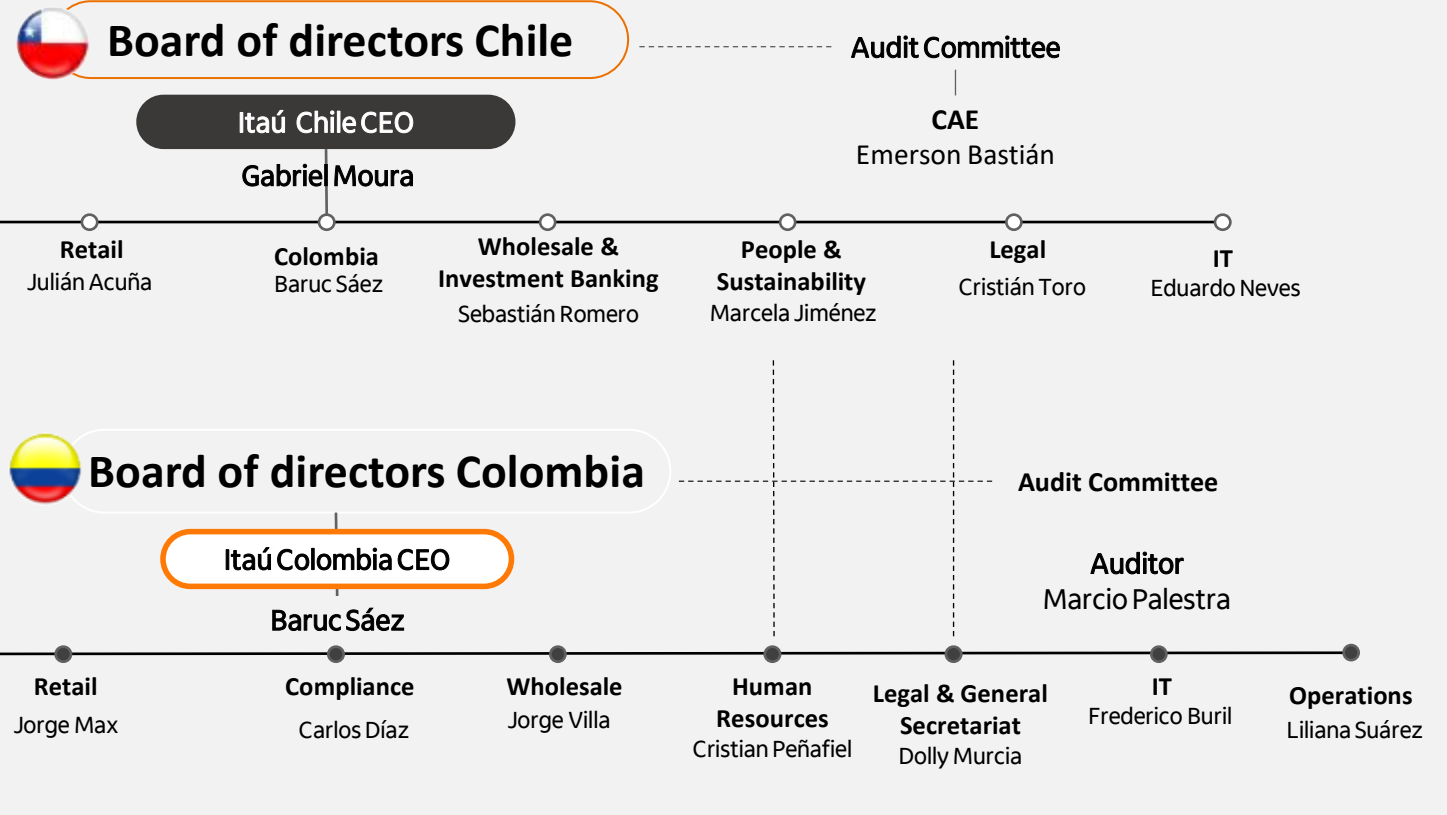 Board of directors Chile
Audit Committee
Itaú Chile CEO
CAE
Emerson Bastián
Gabriel Moura
Retail
Julián Acuña
Colombia
Baruc Sáez
Wholesale &
Investment Banking
Sebastián Romero
People &
Sustainability
Marcela Jiménez
Legal
Cristián Toro
IT
Eduardo Neves
Board of directors Colombia
Audit Committee
Itaú Colombia CEO
Baruc Sáez
Auditor
Marcio Palestra
Retail
Jorge Max
Compliance
Carlos Díaz
Wholesale
Jorge Villa
Human
Resources
Cristian Peñafiel
Legal & General
Secretariat
Dolly Murcia
IT
Frederico Buril
Operations
Liliana Suárez